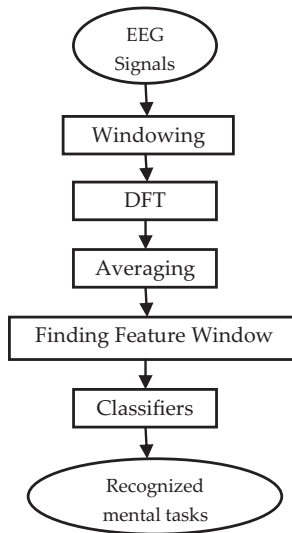 EEG
Signals
Windowing
DFT
Averaging
Finding Feature Window
Classifiers
Recognized
mental tasks